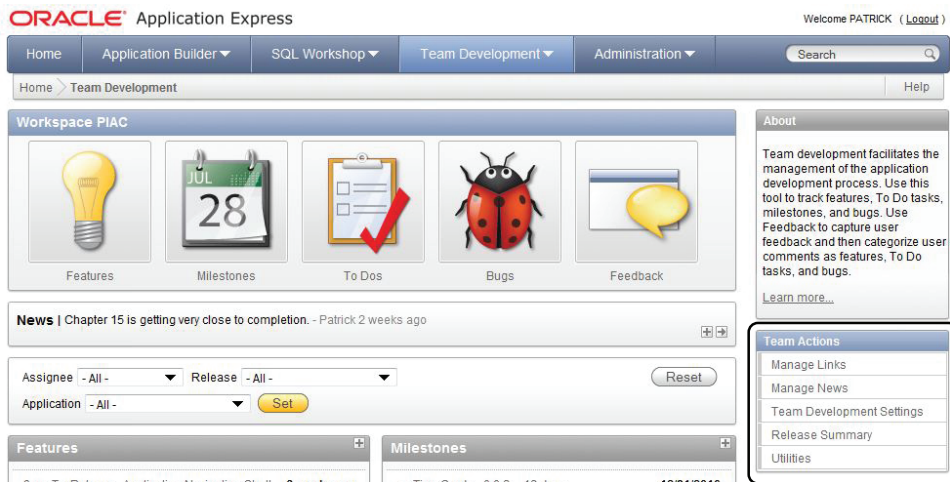 ORACLE Application Express
Welcome PATRICK ( Logout )
Home Application Builder SQL Workshop Team Development Administration
Search
Home Team Development
Help
Workspace PIAC
JUL
28
Features Milestones To Dos Bugs Feedback
News | Chapter 15 is getting very close to completion. - Patrick 2 weeks ago
Assignee - All - Release - All -
Reset
Application - All - Set
Features
Milestones
About
Team development facilitates the
management of the application
development process. Use this
tool to track features, To Do tasks,
milestones, and bugs. Use
Feedback to capture user
feedback and then categorize user
comments as features, To Do
tasks, and bugs.
Learn more...
Team Actions
Manage Links
Manage News
Team Development Settings
Release Summary
Utilities